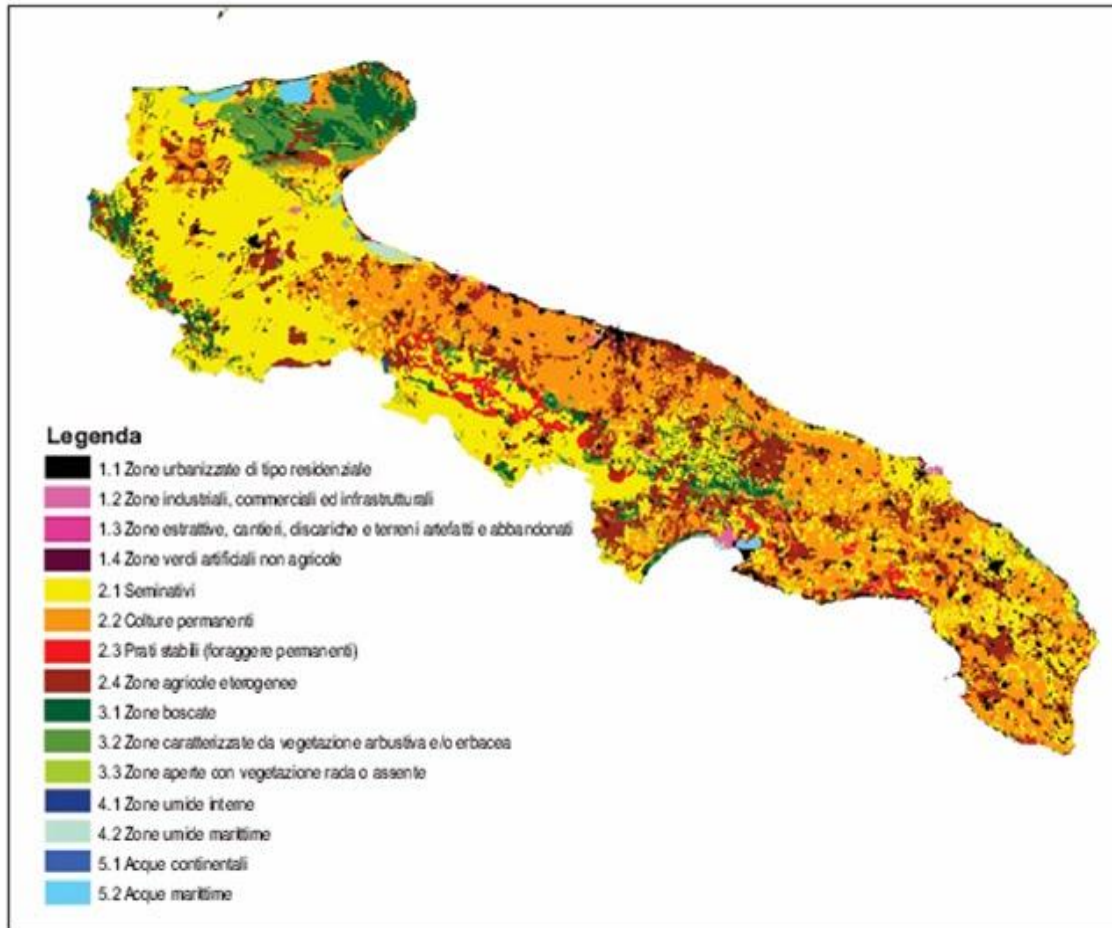 Legenda
1.1 Zone urbanizzate di tipo residenziale
1.2 Zone industriali, commerciali ed infrastrutturali
1.3 Zone estrattive, cantieri, discariche e terreni artefatti e abbandonati
1.4 Zone verdi artificiali non agricole
2.1 Seminativi
2.2 Colture permanenti
2.3 Prati stabili (foraggere permanenti)
2.4 Zone agricole eterogenee
3.1 Zone boscate
3.2 Zone caratterizzate da vegetazione arbustiva e/o erbacea
3.3 Zone aperte con vegetazione rada o assente
4.1 Zone umide interne
4.2 Zone umide marittime
5.1 Acque continentali
5.2 Acque marittime